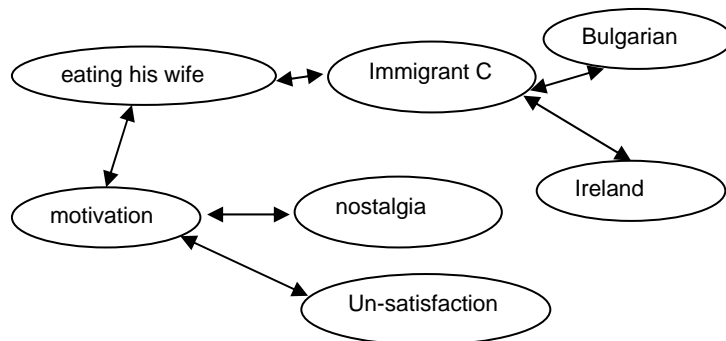 Bulgarian
eating his wife
Immigrant C
Ireland
motivation
nostalgia
Un-satisfaction